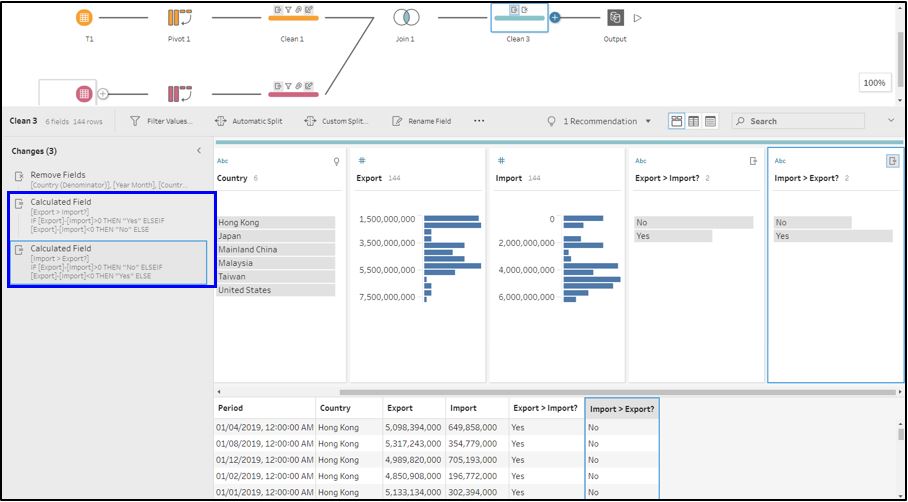 T1
Pivot 1
Clean 1
Join 1
Clean 3
Output
100%
Clean 3 6 fields 144 rows
Filter Values...
Automatic Split
Custom Split...
Rename Field
1 Recommendation
Search
Changes (3)
Remove Fields
[Country (Denominator)], [Year Month], [Countr...
Calculated Field
[Export > Import?]
IF [Export]-[Import]>0 THEN "Yes" ELSEIF
[Export]-[Import]<0 THEN "No" ELSE
Calculated Field
[Import > Export?]
IF [Export]-[Import]>0 THEN "No" ELSEIF
[Export]-[Import]<0 THEN "Yes" ELSE
Abc
Country 6
Hong Kong
Japan
Mainland China
Malaysia
Taiwan
United States
#
Export 144
1,500,000,000
3,500,000,000
5,500,000,000
7,500,000,000
#
Import 144
0
2,000,000,000
4,000,000,000
6,000,000,000
Abc
Export > Import? 2
No
Yes
Abc
Import > Export? 2
No
Yes
Period Country Export Import Export > Import? Import > Export?
01/04/2019, 12:00:00 AM Hong Kong 5,098,394,000 649,858,000 Yes No
01/08/2019, 12:00:00 AM Hong Kong 5,317,243,000 354,779,000 Yes No
01/12/2019, 12:00:00 AM Hong Kong 4,989,820,000 705,193,000 Yes No
01/02/2019, 12:00:00 AM Hong Kong 4,850,908,000 196,772,000 Yes No
01/01/2019, 12:00:00 AM Hong Kong 5,133,134,000 302,394,000 Yes No